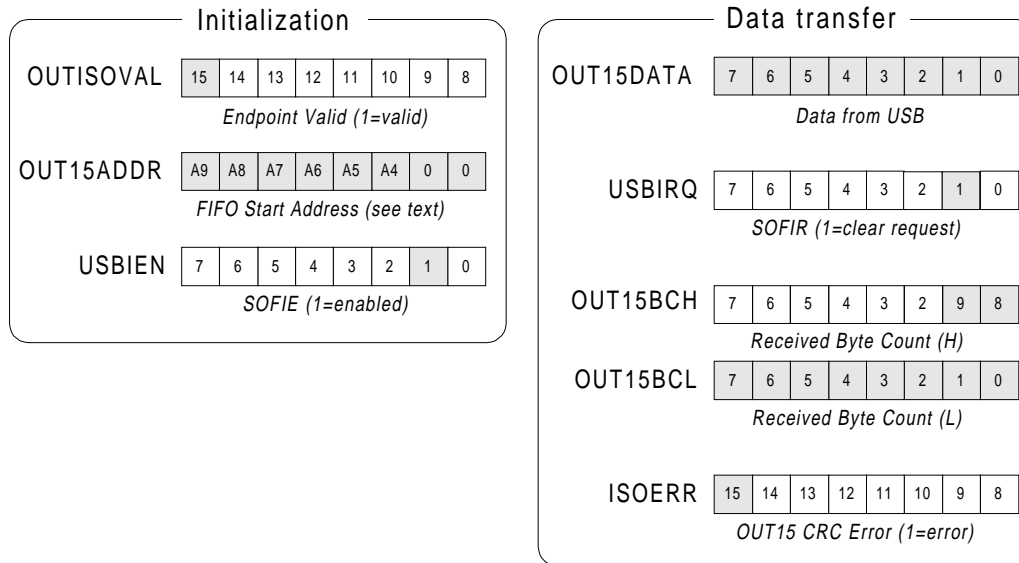 Initialization
OUTISOVAL 15 14 13 12 11 10 9 8
Endpoint Valid (1=valid)
OUT15ADDR A9 A8 A7 A6 A5 A4 0 0
FIFO Start Address (see text)
USBIEN 7 6 5 4 3 2 1 0
SOFIE (1=enabled)
Data transfer
OUT15DATA 7 6 5 4 3 2 1 0
Data from USB
USBIRQ 7 6 5 4 3 2 1 0
SOFIR (1=clear request)
OUT15BCH 7 6 5 4 3 2 9 8
Received Byte Count (H)
OUT15BCL 7 6 5 4 3 2 1 0
Received Byte Count (L)
ISOERR 15 14 13 12 11 10 9 8
OUT15 CRC Error (1=error)